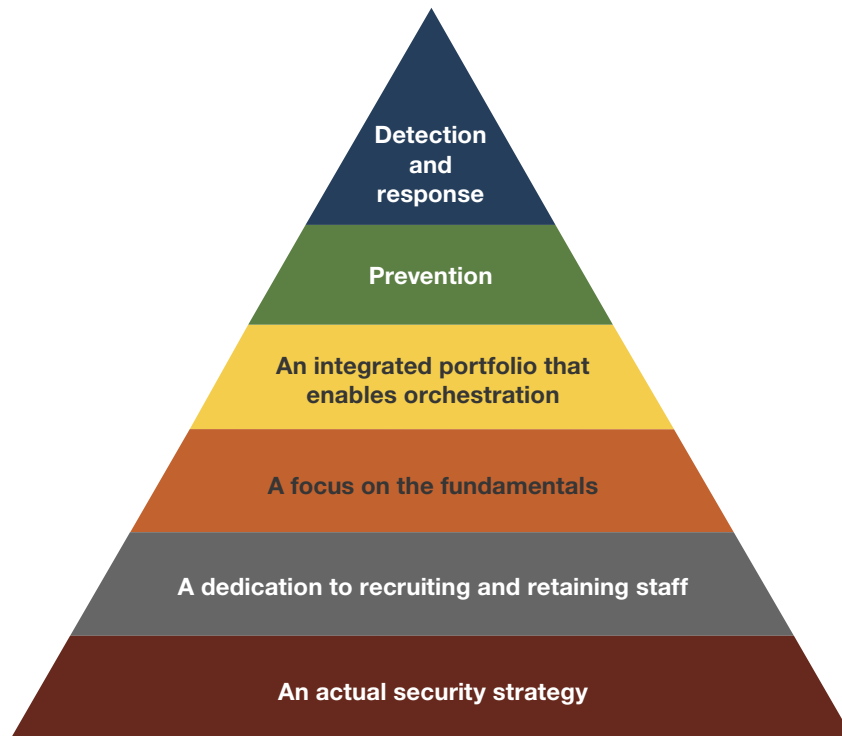 Detection
and
response
Prevention
An integrated portfolio that
enables orchestration
A focus on the fundamentals
A dedication to recruiting and retaining staff
An actual security strategy